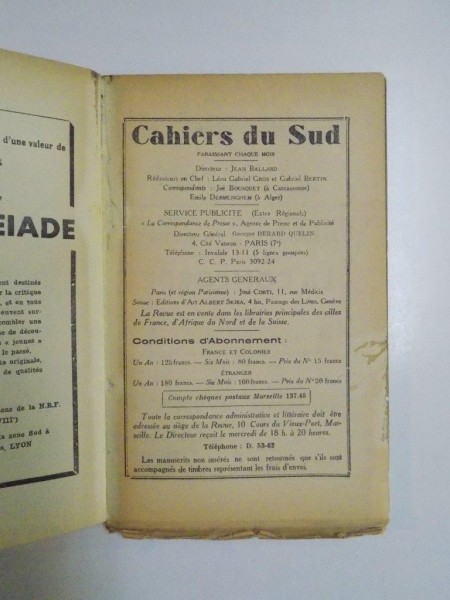 d'une valeur de
EIADE
nt destinés
r la critique
, et en tous
euvent sur-
embler une
e de décou-
« jeunes »
le passé,
ts originale,
de qualités
ons de la N.R.F.
VIII')
a zone Sud à
s, LYON
Cahiers du Sud
PARAISSANT CHAQUE MOIS
Directeur : JEAN BALLARD
Rédacteurs en Chef : Léon Gabriel GROS et Gabriel BERTIN
Correspondants : Joë BOUSQUET (à Carcassonne)
Emile DERMENGHEM (à Alger)
SERVICE PUBLICITE (Extra Régionale)
« La Correspondance de Presse », Agence de Presse et de Publicité
Directeur Général : Georges BERARD QUELIN
4, Cité Vaneau - PARIS (7e)
Téléphone : Invalide 13-11 (5 lignes groupées)
C. C. P. Paris 3092-24
AGENTS GENERAUX
Paris (et région Parisienne) : José CORTI, 11, rue Médicis
Suisse : Editions d'Art ALBERT SKIRA, 4 bis, Passage des Lions, Genève
La Revue est en vente dans les librairies principales des villes
de France, d'Afrique du Nord et de la Suisse.
Conditions d'Abonnement :
FRANCE ET COLONIES
Un An : 125 francs. — Six Mois : 80 francs. — Prix du No 15 francs
ÉTRANGER
Un An : 180 francs. — Six Mois : 100 francs. — Prix du No 20 francs
Compte chèques postaux Marseille 137.45
Toute la correspondance administrative et littéraire doit être
adressée au siège de la Revue, 10 Cours du Vieux-Port, Mar-
seille. Le Directeur reçoit le mercredi de 18 h. à 20 heures.
Téléphone : D. 53-62
Les manuscrits non insérés ne sont retournés que s'ils sont
accompagnés de timbres représentant les frais d'envoi.